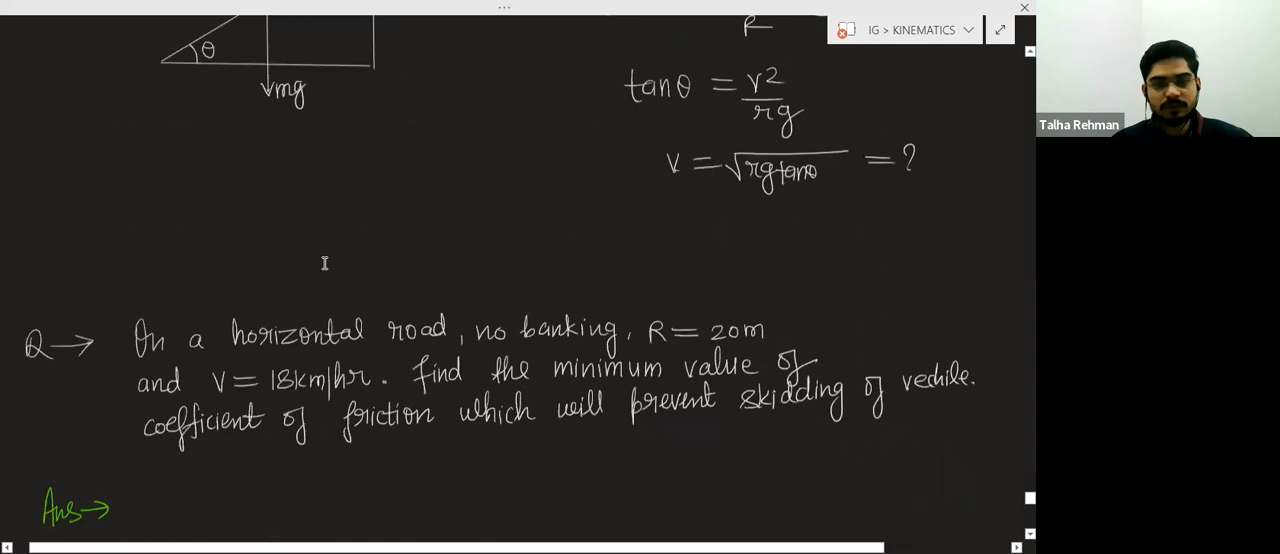 IG > KINEMATICS
R
θ
mg
tanθ = v2
rg
v = √rgtanθ = ?
Talha Rehman
Q → On a horizontal road, no banking, R = 20m
and v = 18km/hr. find the minimum value of
coefficient of friction which will prevent skidding of vechile.
Ans →